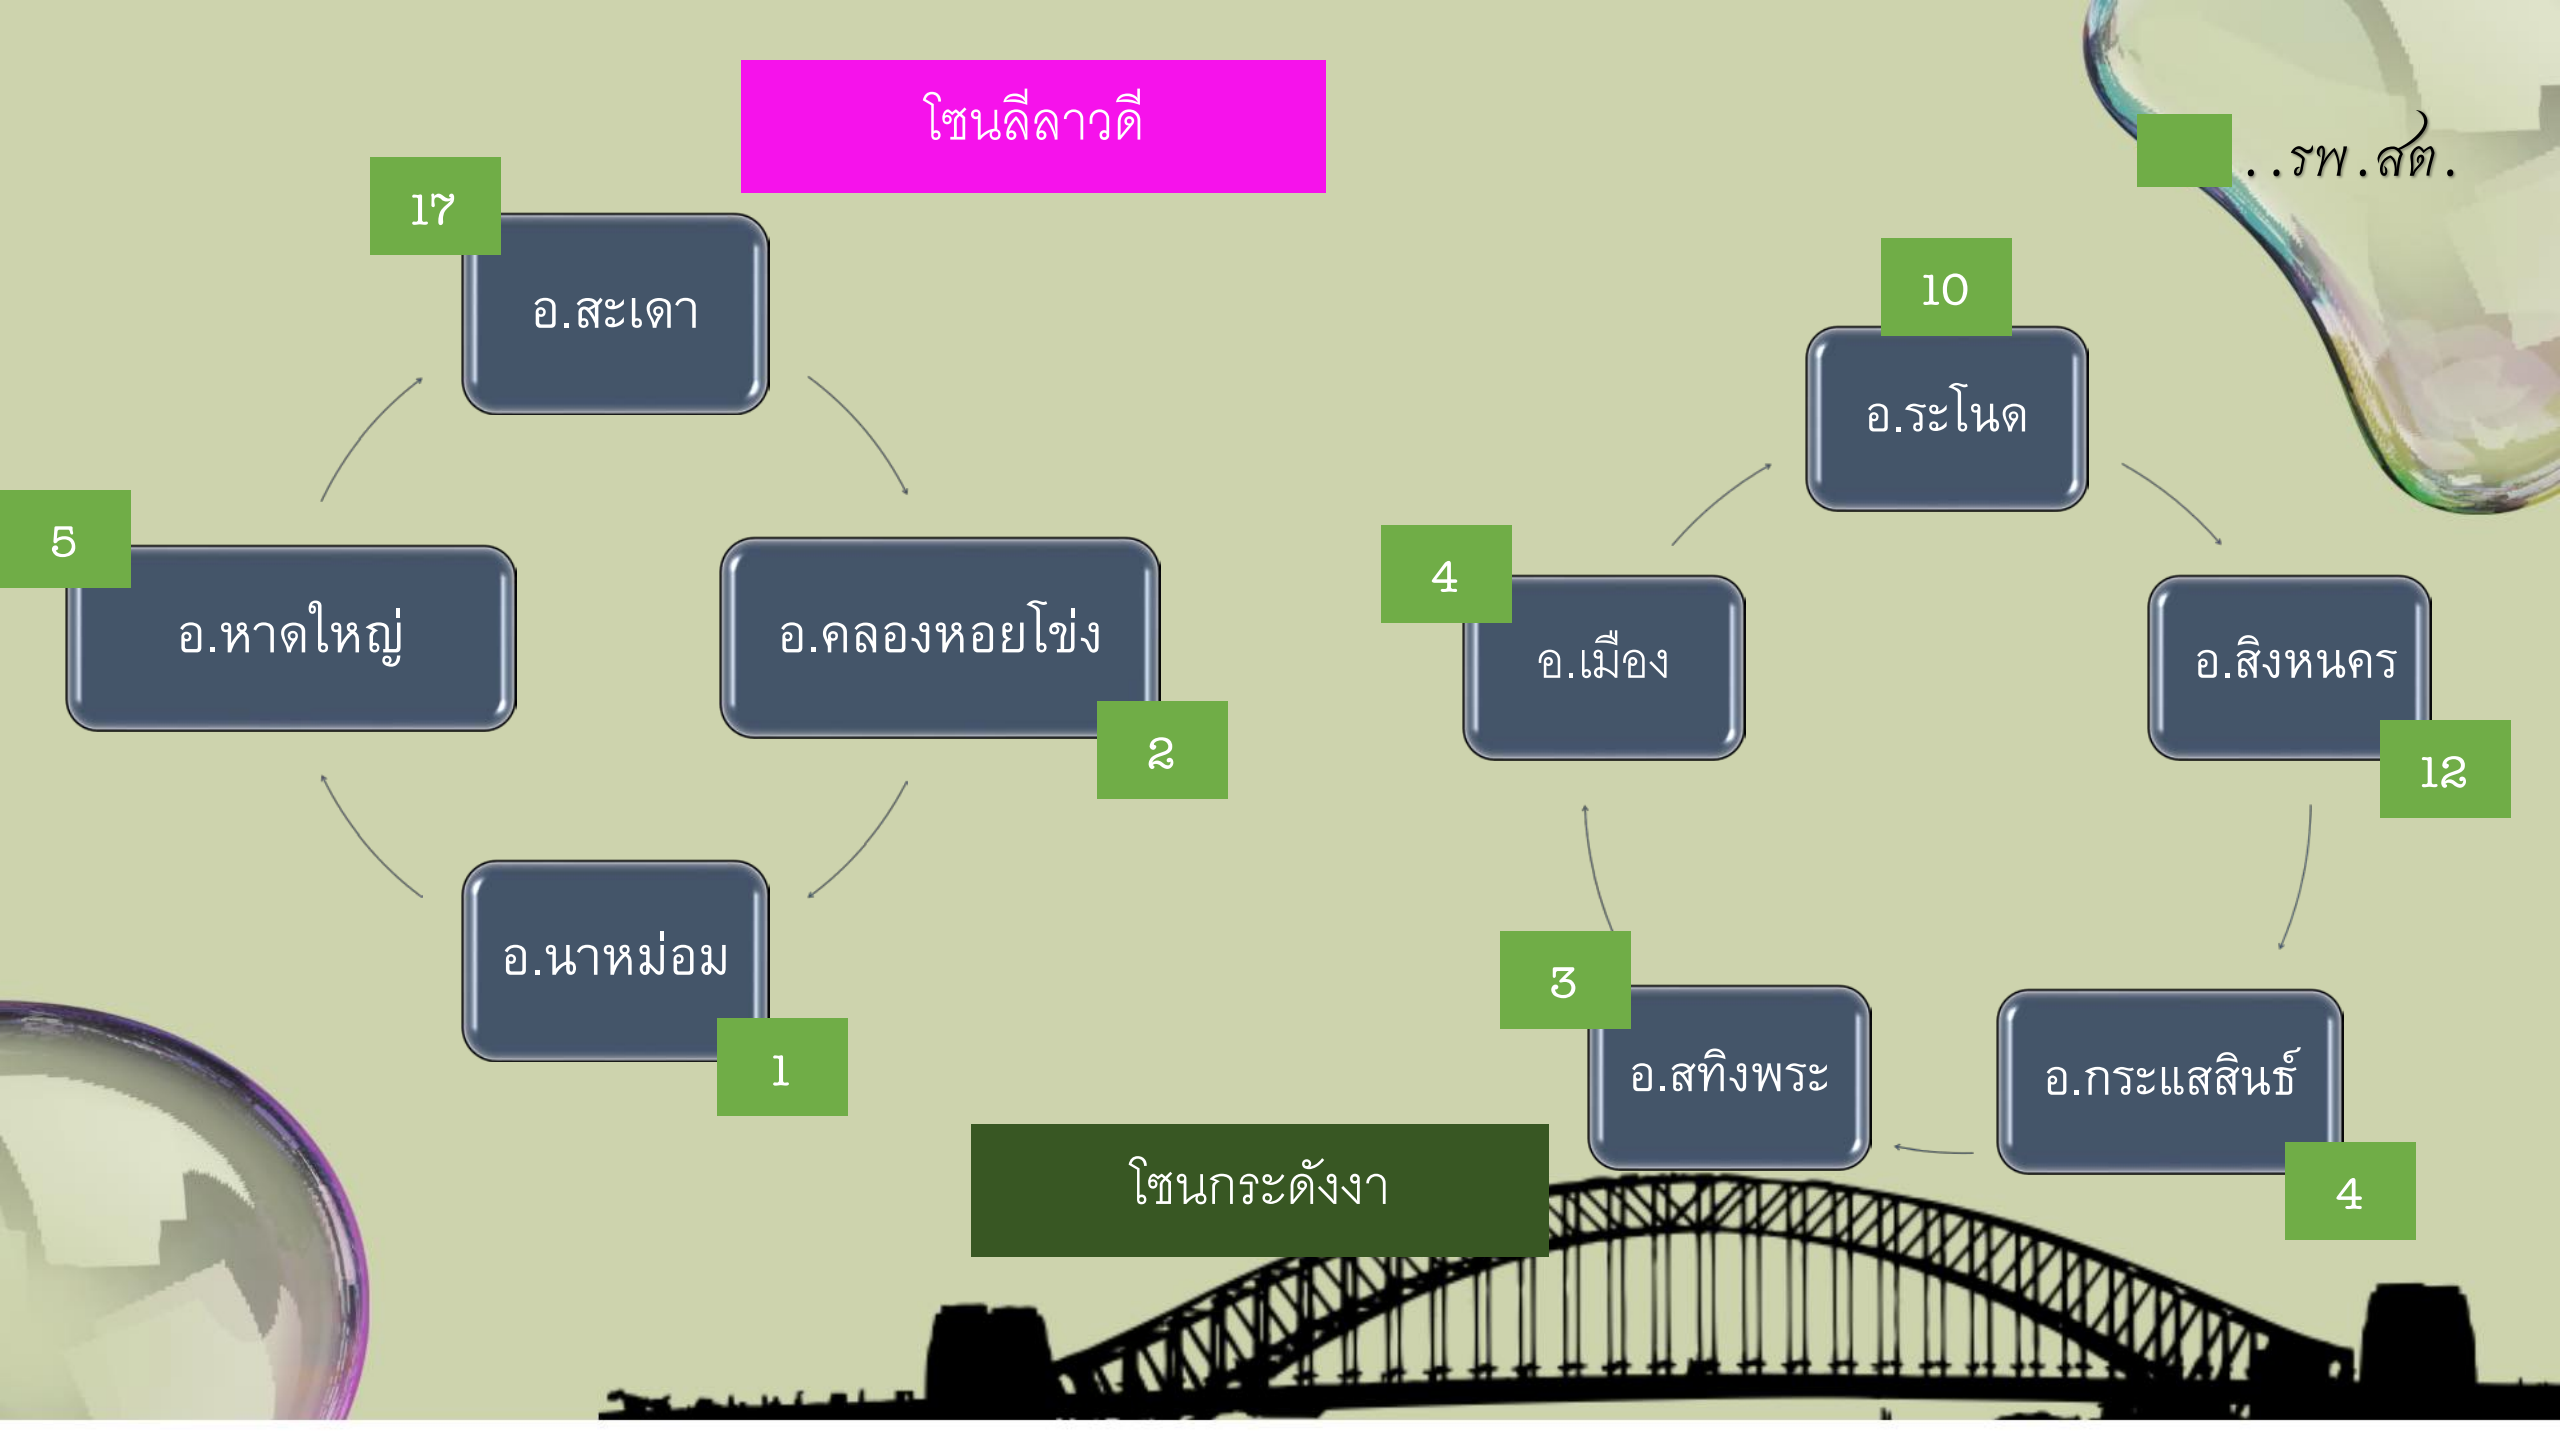 โซนลีลาวดี
..รพ.สต.
17
อ.สะเดา
5
อ.หาดใหญ่
อ.คลองหอยโข่ง
2
อ.นาหม่อม
1
10
อ.ระโนด
4
อ.เมือง
อ.สิงหนคร
12
3
อ.สทิงพระ
อ.กระแสสินธ์
4
โซนกระดังงา